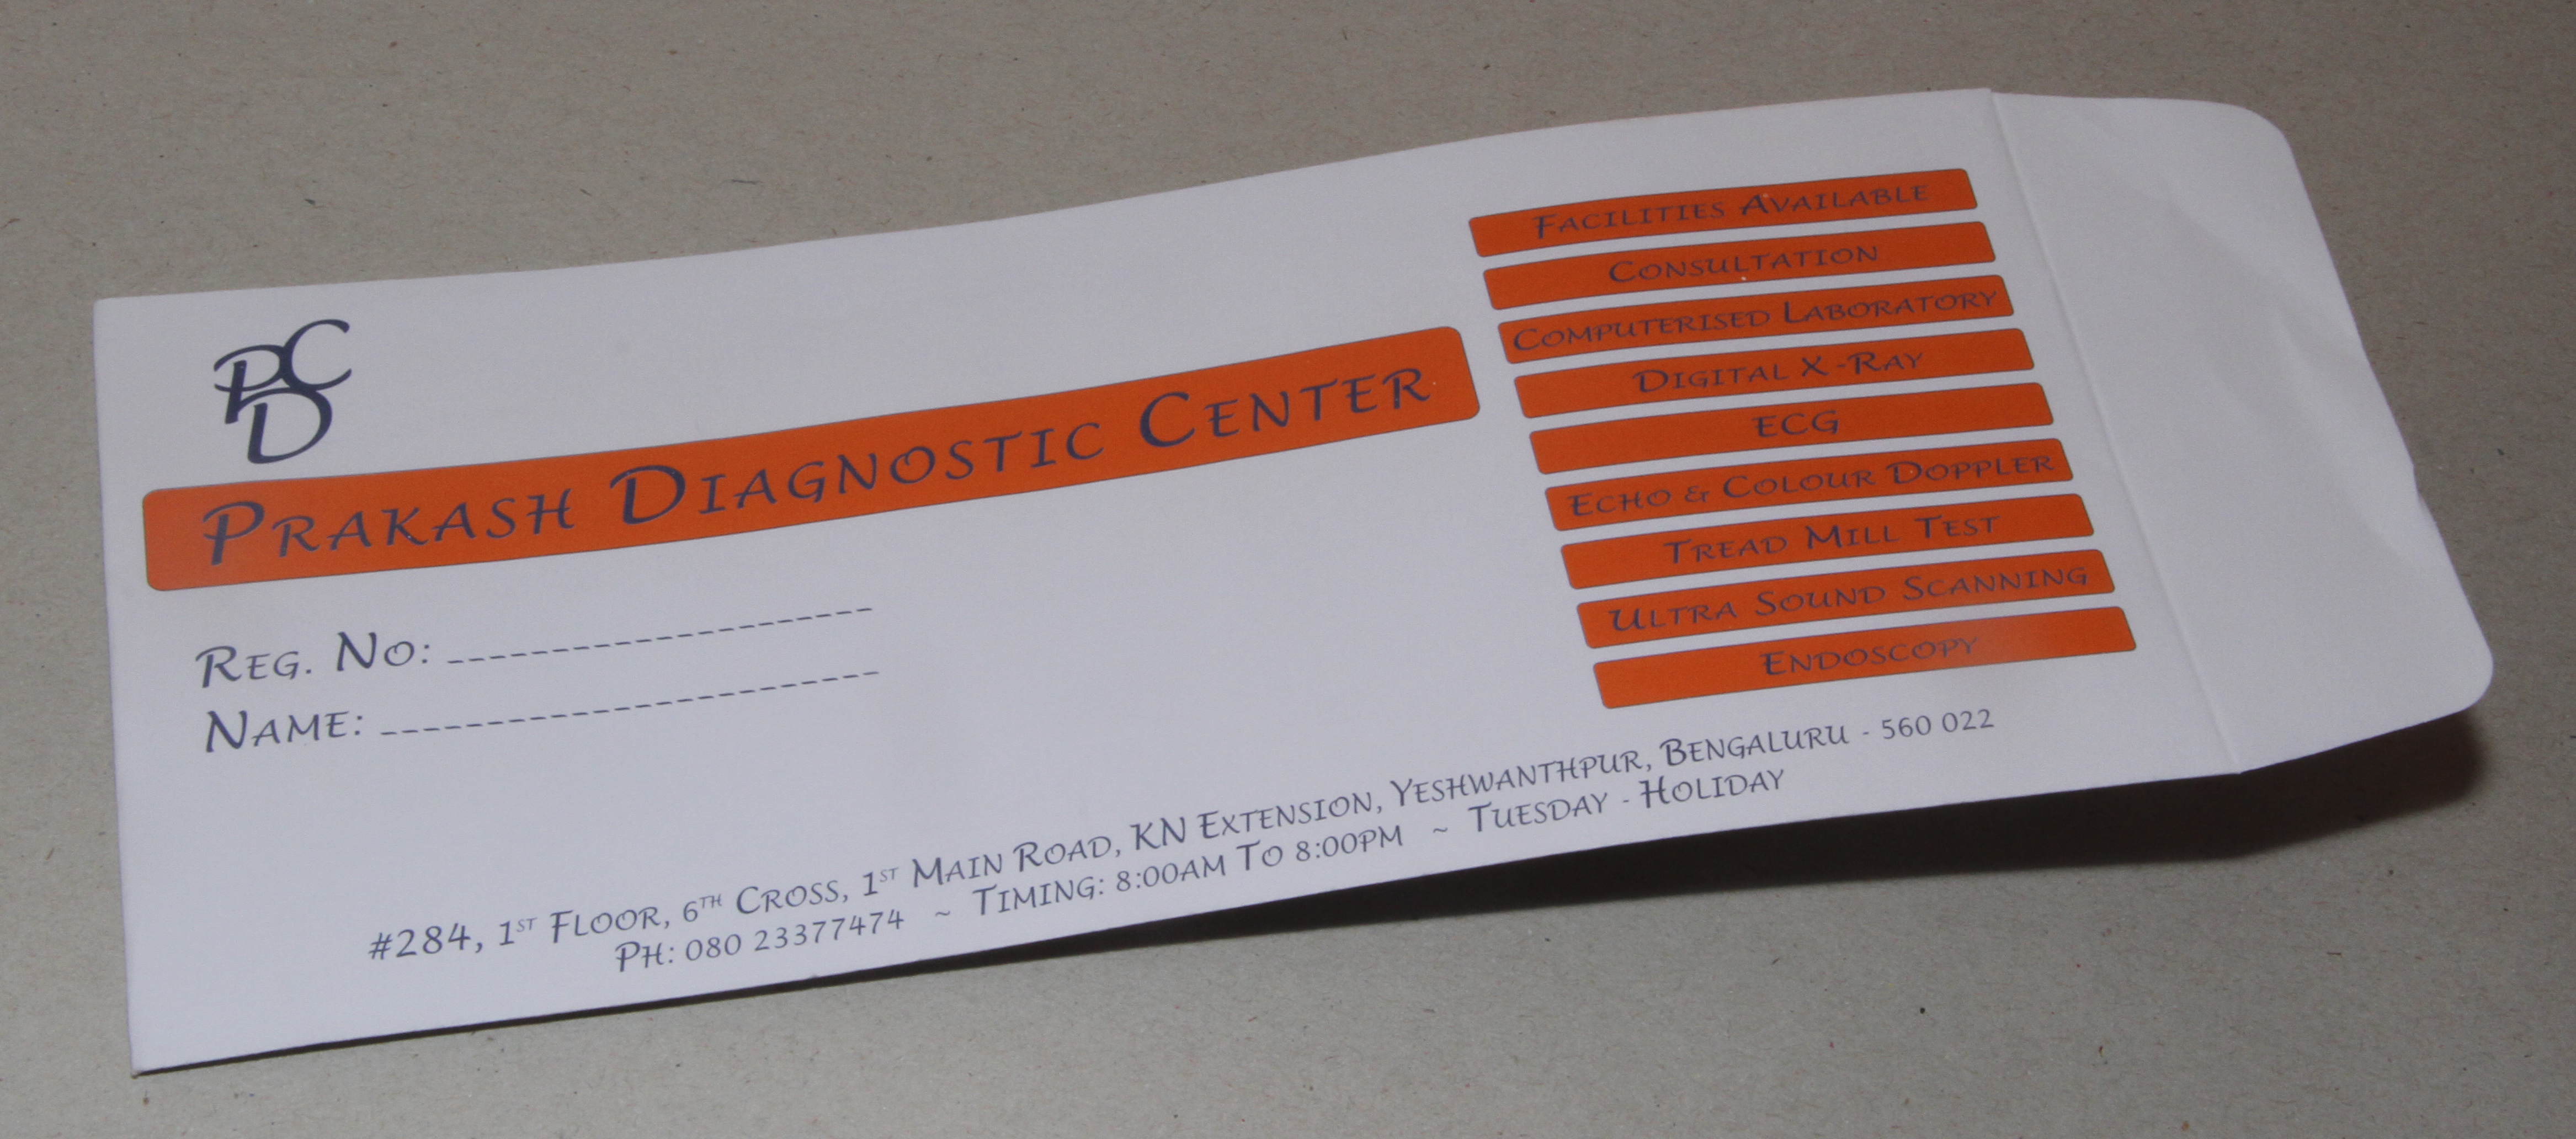 PDC
PRAKASH DIAGNOSTIC CENTER
REG. NO: ---------------------
NAME: ------------------------
FACILITIES AVAILABLE
CONSULTATION
COMPUTERISED LABORATORY
DIGITAL X-RAY
ECG
ECHO & COLOUR DOPPLER
TREAD MILL TEST
ULTRA SOUND SCANNING
ENDOSCOPY
#284, 1ST FLOOR, 6TH CROSS, 1ST MAIN ROAD, KN EXTENSION, YESHWANTHPUR, BENGALURU - 560 022
PH: 080 23377474 ~ TIMING: 8:00AM TO 8:00PM ~ TUESDAY - HOLIDAY